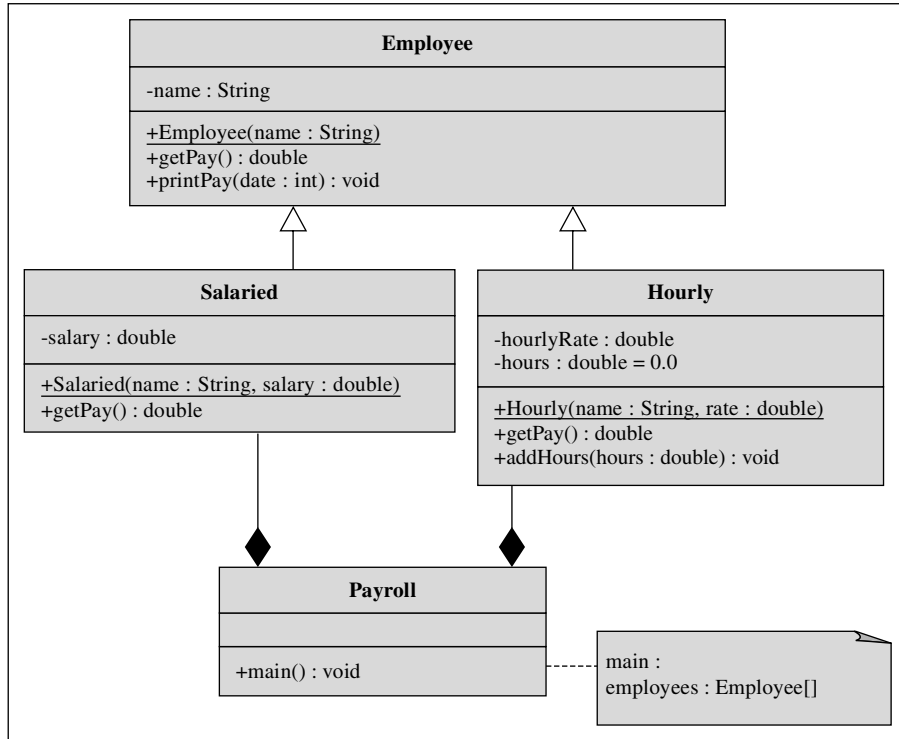 Employee
-name : String
+Employee(name : String)
+getPay() : double
+printPay(date : int) : void
Salaried
-salary : double
+Salaried(name : String, salary : double)
+getPay() : double
Hourly
-hourlyRate : double
-hours : double = 0.0
+Hourly(name : String, rate : double)
+getPay() : double
+addHours(hours : double) : void
Payroll
+main() : void
main :
employees : Employee[]